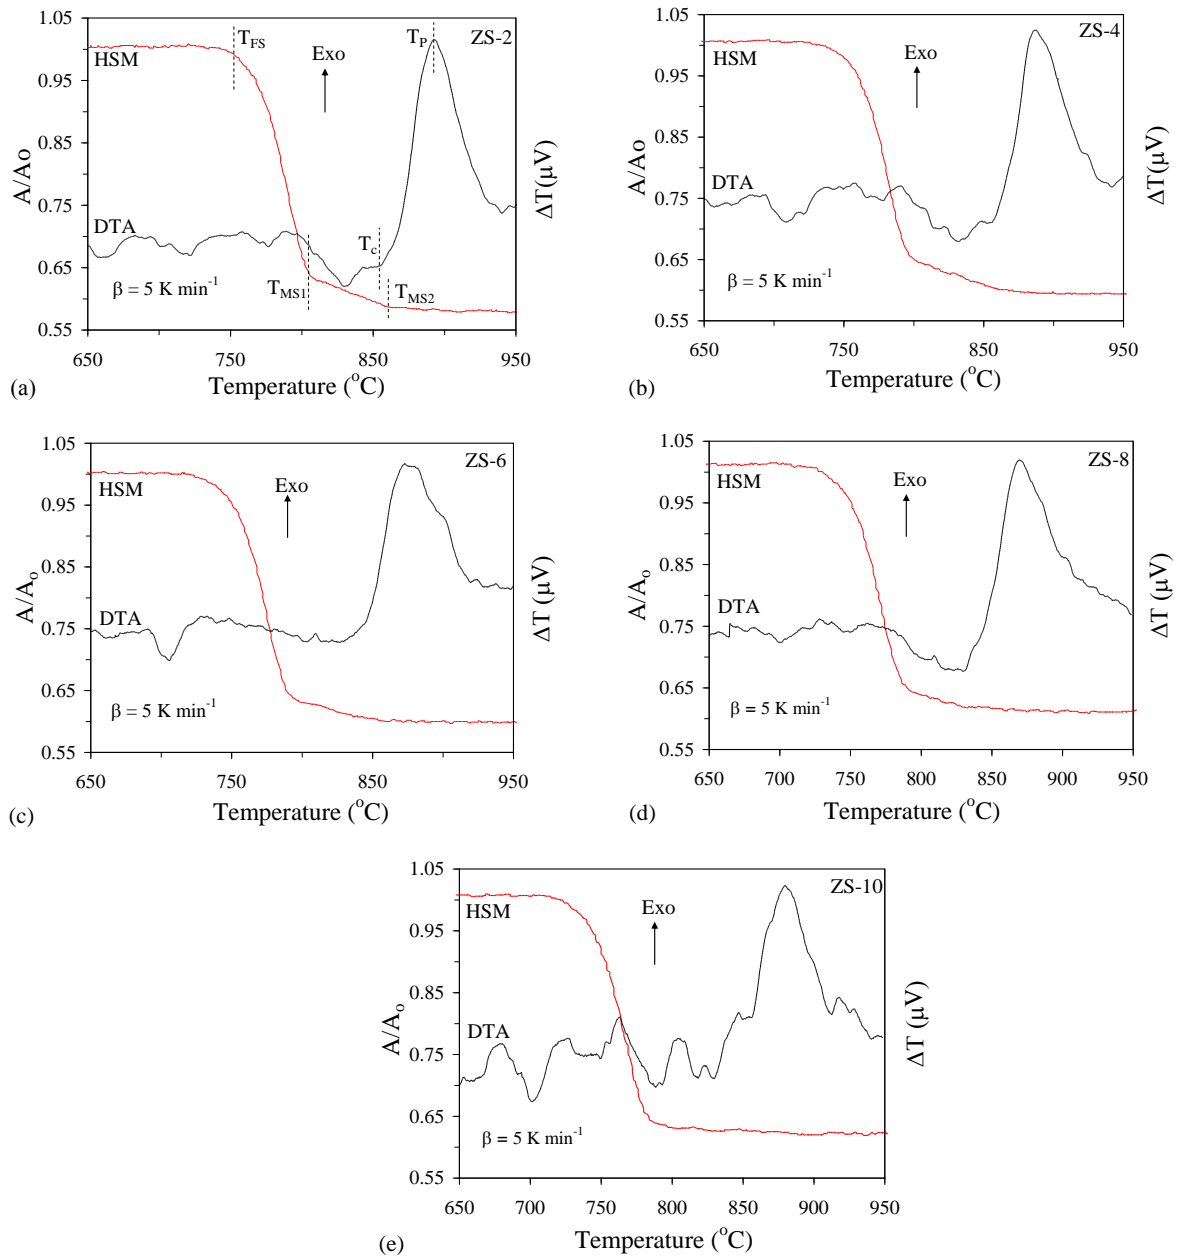 1.05
ZS-2
T_FS
T_P
HSM
Exo
0.95
0.85
A/Ao
ΔT(μV)
0.75
DTA
T_c
0.65
β = 5 K min⁻¹
T_MS1
T_MS2
0.55
650 750 850 950
(a)
Temperature (°C)
1.05
ZS-4
HSM
Exo
0.95
0.85
A/Ao
ΔT(μV)
0.75
DTA
0.65
β = 5 K min⁻¹
0.55
650 750 850 950
(b)
Temperature (°C)
1.05
ZS-6
HSM
Exo
0.95
0.85
A/A_o
ΔT (μV)
0.75
DTA
0.65
β = 5 K min⁻¹
0.55
650 750 850 950
(c)
Temperature (°C)
1.05
ZS-8
HSM
Exo
0.95
0.85
A/A_o
ΔT (μV)
0.75
DTA
0.65
β = 5 K min⁻¹
0.55
650 700 750 800 850 900 950
(d)
Temperature (°C)
1.05
ZS-10
HSM
Exo
0.95
0.85
A/A_o
ΔT (μV)
DTA
0.75
0.65
β = 5 K min⁻¹
0.55
650 700 750 800 850 900 950
(e)
Temperature (°C)